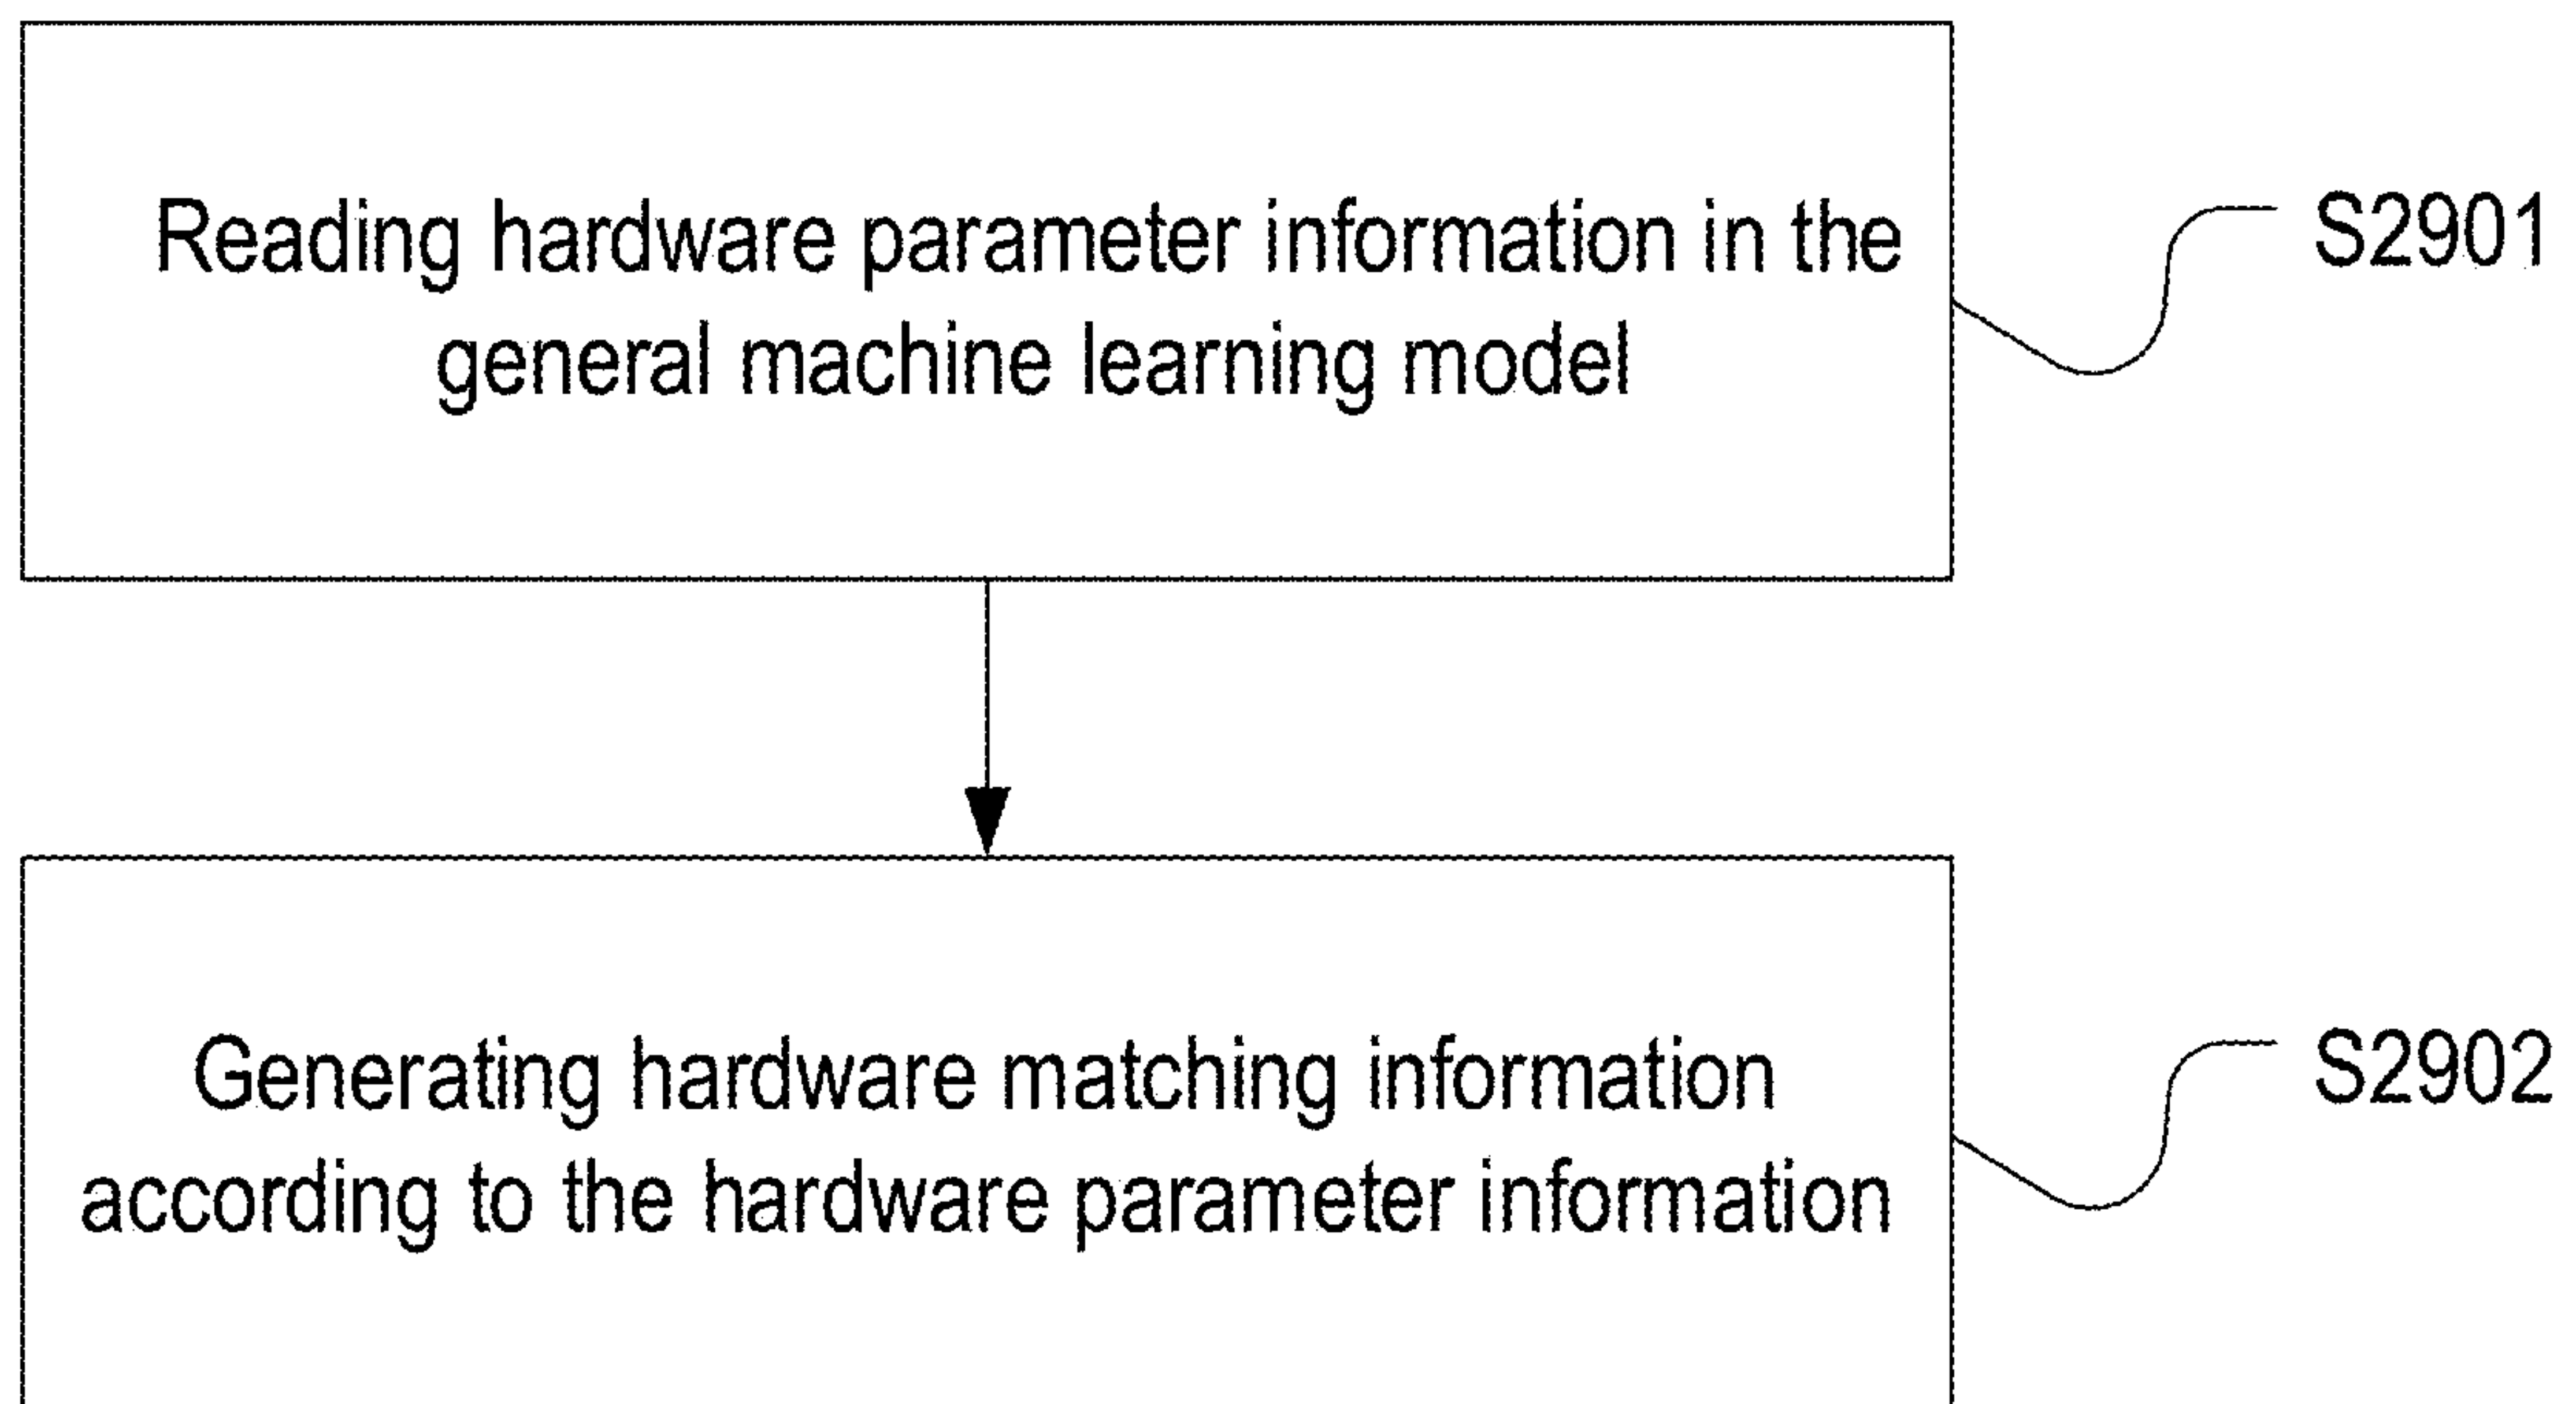 Reading hardware parameter information in the
general machine learning model
S2901
Generating hardware matching information
according to the hardware parameter information
S2902